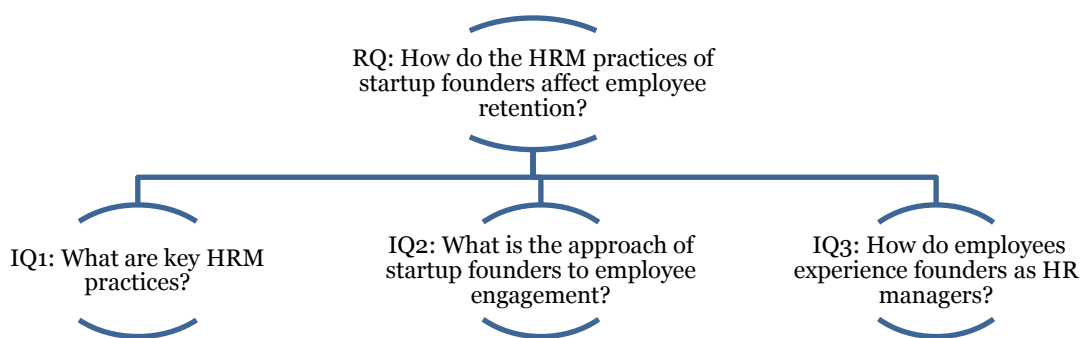 RQ: How do the HRM practices of
startup founders affect employee
retention?
IQ1: What are key HRM
practices?
IQ2: What is the approach of
startup founders to employee
engagement?
IQ3: How do employees
experience founders as HR
managers?